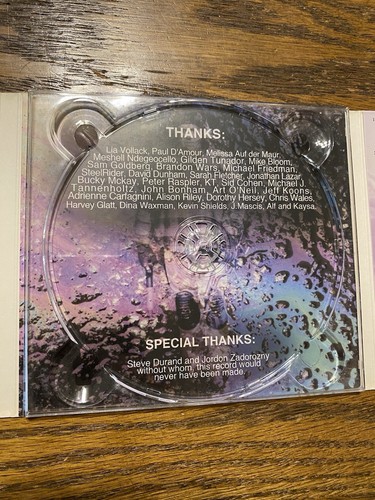 THANKS:
Lia Vollack, Paul D'Amour, Melissa Auf der Maur,
Meshell Ndegeocello, Gilden Tunador, Mike Bloom,
Sam Goldberg, Brandon Wars, Michael Friedman,
SteelRider, David Dunham, Sarah Fletcher, Jonathan Lazar,
Bucky Mckay, Peter Raspler, KT, Sid Cohen, Michael J.
Tannenholtz, John Bonham, Art O'Neil, Jeff Koons,
Adrienne Carlagnini, Alison Riley, Dorothy Hersey, Chris Wales,
Harvey Glatt, Dina Waxman, Kevin Shields, J.Mascis, Alf and Kaysa.
SPECIAL THANKS:
Steve Durand and Jordon Zadorozny
without whom, this record would
never have been made.